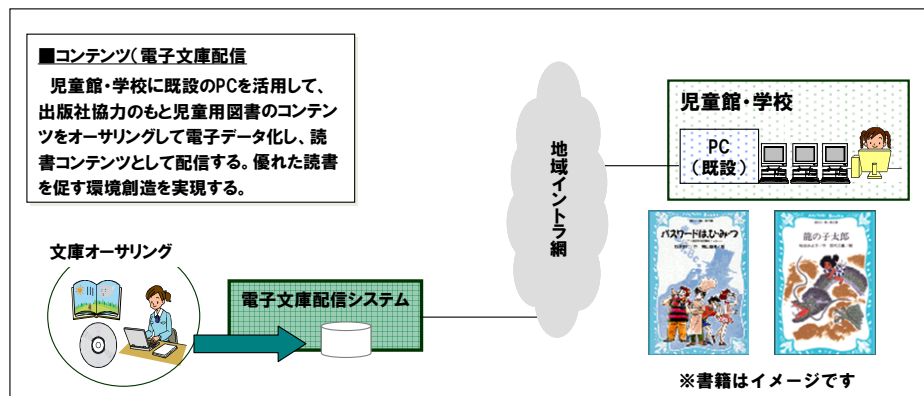 ■コンテンツ(電子文庫配信
児童館・学校に既設のPCを活用して、
出版社協力のもと児童用図書のコンテン
ツをオーサリングして電子データ化し、読
書コンテンツとして配信する。優れた読書
を促す環境創造を実現する。
文庫オーサリング
電子文庫配信システム
地域イントラ網
児童館・学校
PC
(既設)
パスワードは、ひ・み・つ
龍の子太郎
※書籍はイメージです